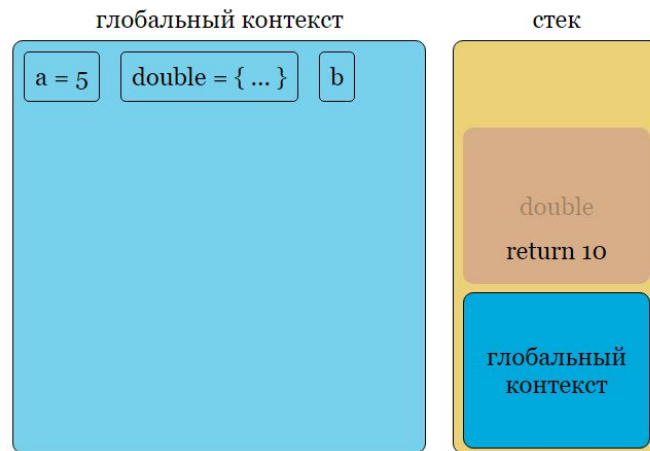 глобальный контекст
стек
a = 5
double = { ... }
b
double
return 10
глобальный
контекст